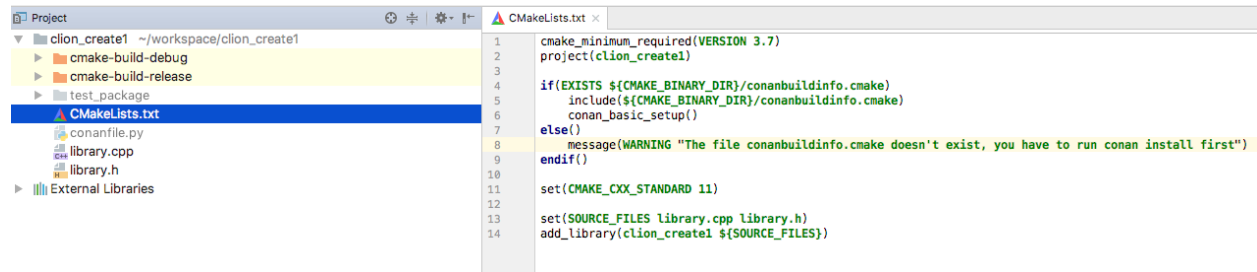 Project
clion_create1 ~/workspace/clion_create1
cmake-build-debug
cmake-build-release
test_package
CMakeLists.txt
conanfile.py
library.cpp
library.h
External Libraries
CMakeLists.txt
1 cmake_minimum_required(VERSION 3.7)
2 project(clion_create1)
3
4 if(EXISTS ${CMAKE_BINARY_DIR}/conanbuildinfo.cmake)
5     include(${CMAKE_BINARY_DIR}/conanbuildinfo.cmake)
6     conan_basic_setup()
7 else()
8     message(WARNING "The file conanbuildinfo.cmake doesn't exist, you have to run conan install first")
9 endif()
10
11 set(CMAKE_CXX_STANDARD 11)
12
13 set(SOURCE_FILES library.cpp library.h)
14 add_library(clion_create1 ${SOURCE_FILES})